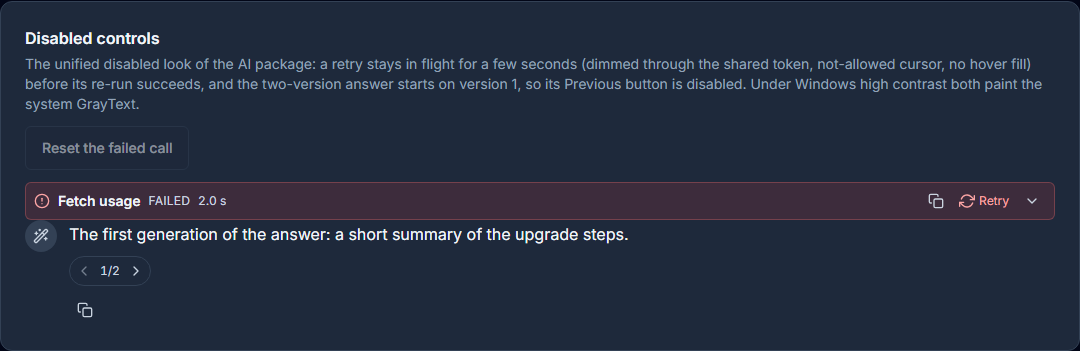 Disabled controls
The unified disabled look of the AI package: a retry stays in flight for a few seconds (dimmed through the shared token, not-allowed cursor, no hover fill)
before its re-run succeeds, and the two-version answer starts on version 1, so its Previous button is disabled. Under Windows high contrast both paint the
system GrayText.
Reset the failed call
Fetch usage FAILED 2.0 s Retry
The first generation of the answer: a short summary of the upgrade steps.
1/2